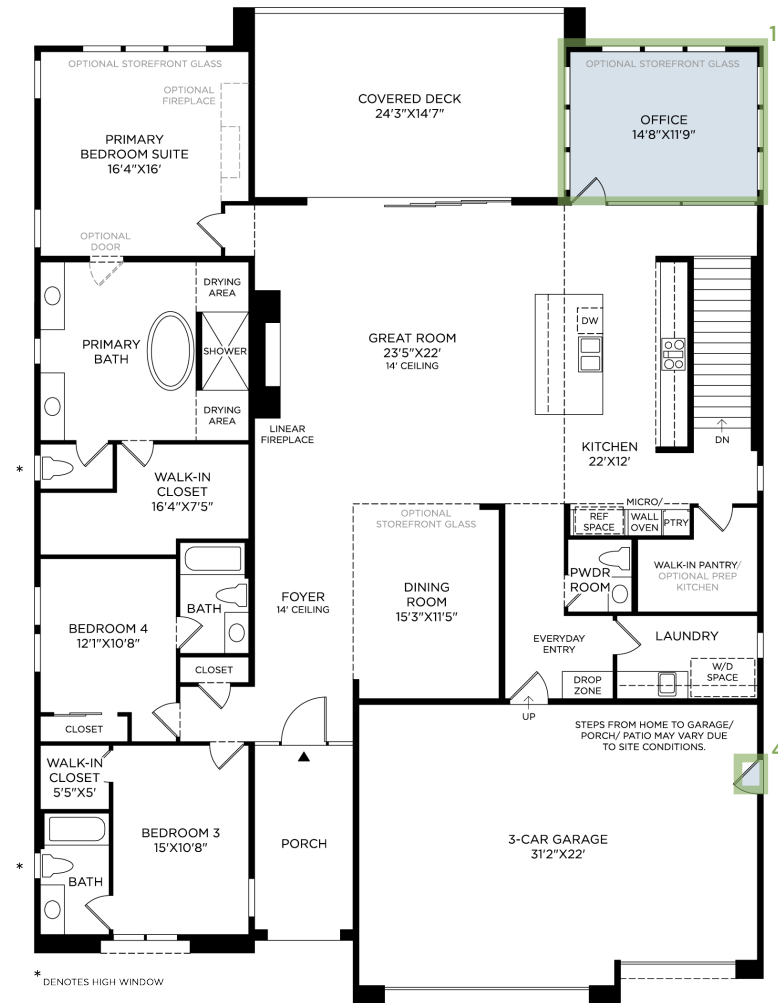 1
OPTIONAL STOREFRONT GLASS
OPTIONAL
FIREPLACE
PRIMARY
BEDROOM SUITE
16'4"X16'
OPTIONAL
DOOR
COVERED DECK
24'3"X14'7"
OPTIONAL STOREFRONT GLASS
OFFICE
14'8"X11'9"
DRYING
AREA
PRIMARY
BATH
SHOWER
DRYING
AREA
LINEAR
FIREPLACE
GREAT ROOM
23'5"X22'
14' CEILING
DW
KITCHEN
22'X12'
DN
*
WALK-IN
CLOSET
16'4"X7'5"
OPTIONAL
STOREFRONT GLASS
MICRO/
REF
SPACE
WALL
OVEN
PTRY
BATH
FOYER
14' CEILING
DINING
ROOM
15'3"X11'5"
PWDR
ROOM
WALK-IN PANTRY/
OPTIONAL PREP
KITCHEN
BEDROOM 4
12'1"X10'8"
CLOSET
EVERYDAY
ENTRY
LAUNDRY
W/D
SPACE
DROP
ZONE
CLOSET
UP
STEPS FROM HOME TO GARAGE/
PORCH/ PATIO MAY VARY DUE
TO SITE CONDITIONS.
4
WALK-IN
CLOSET
5'5"X5'
BEDROOM 3
15'X10'8"
PORCH
3-CAR GARAGE
31'2"X22'
*
BATH
* DENOTES HIGH WINDOW